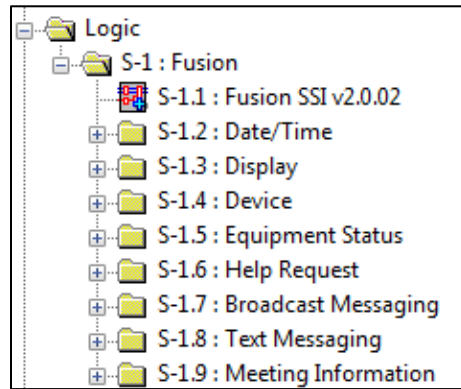 Logic
S-1 : Fusion
S-1.1 : Fusion SSI v2.0.02
S-1.2 : Date/Time
S-1.3 : Display
S-1.4 : Device
S-1.5 : Equipment Status
S-1.6 : Help Request
S-1.7 : Broadcast Messaging
S-1.8 : Text Messaging
S-1.9 : Meeting Information